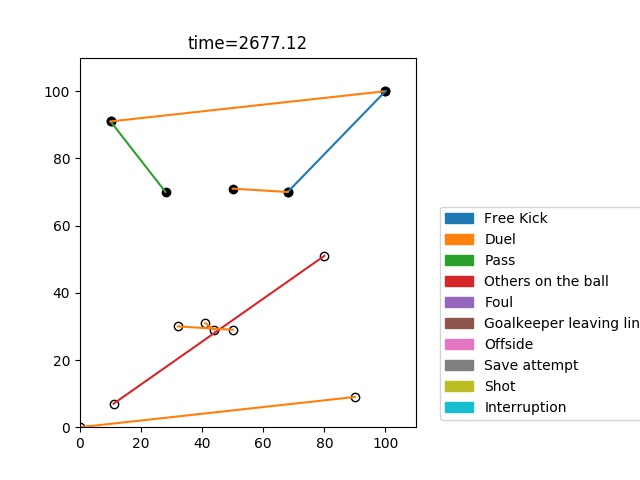 time=2677.12
100
80
60
40
20
0
0 20 40 60 80 100
Free Kick
Duel
Pass
Others on the ball
Foul
Goalkeeper leaving lin
Offside
Save attempt
Shot
Interruption